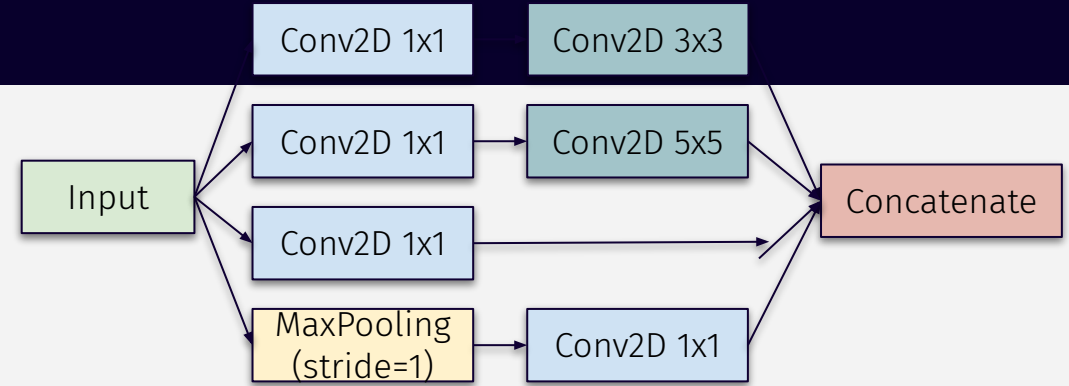 Conv2D 1x1
Conv2D 3x3
Conv2D 1x1
Conv2D 5x5
Input
Concatenate
Conv2D 1x1
MaxPooling
(stride=1)
Conv2D 1x1